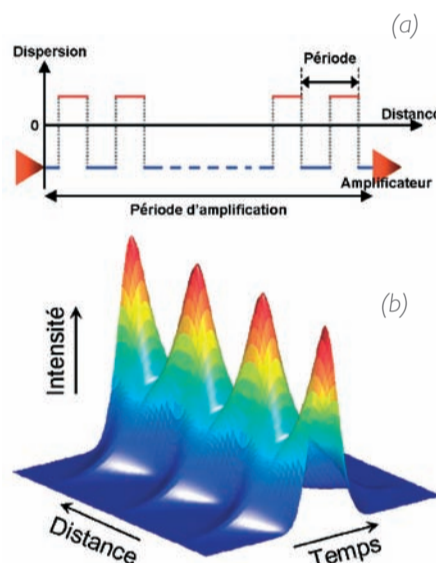 (a)
Dispersion
Période
0
Distance
Amplificateur
Période d'amplification
(b)
Intensité
Distance
Temps